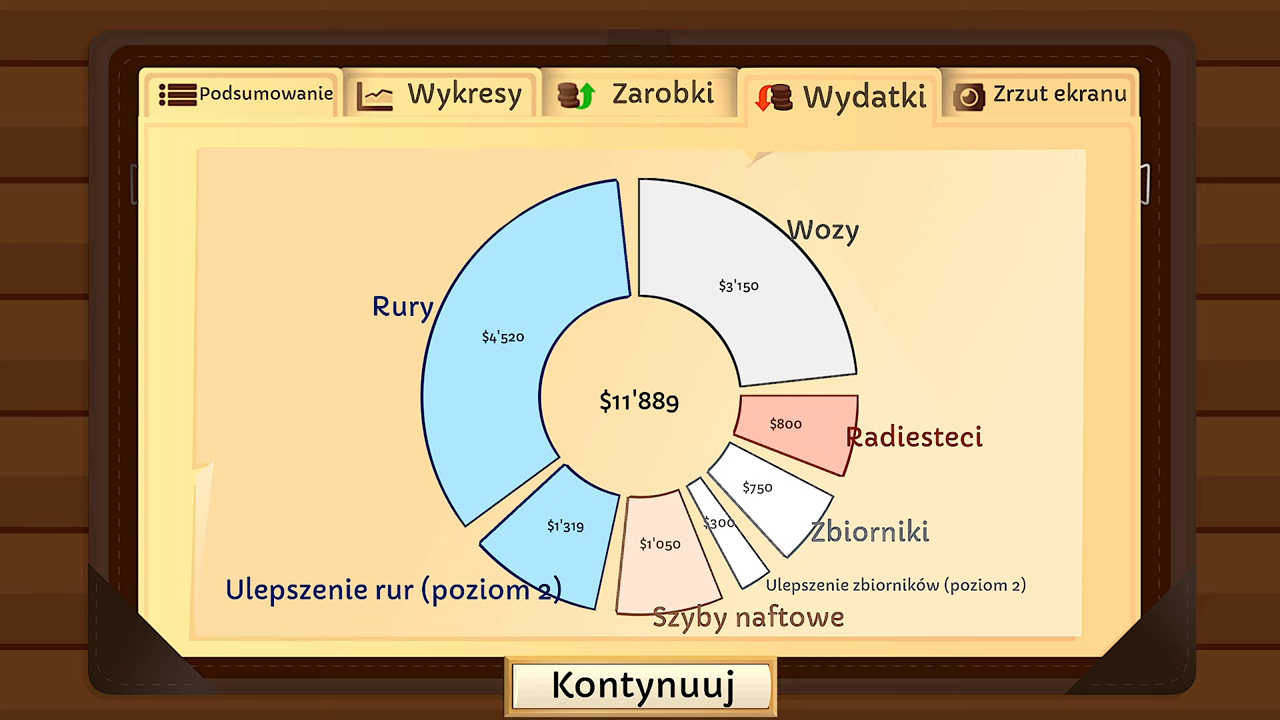 Podsumowanie
Wykresy
Zarobki
Wydatki
Zrzut ekranu
Wozy
$3'150
Rury
$4'520
$11'889
$800
Radiesteci
$750
$300
Zbiorniki
$1'319
$1'050
Ulepszenie rur (poziom 2)
Ulepszenie zbiorników (poziom 2)
Szyby naftowe
Kontynuuj